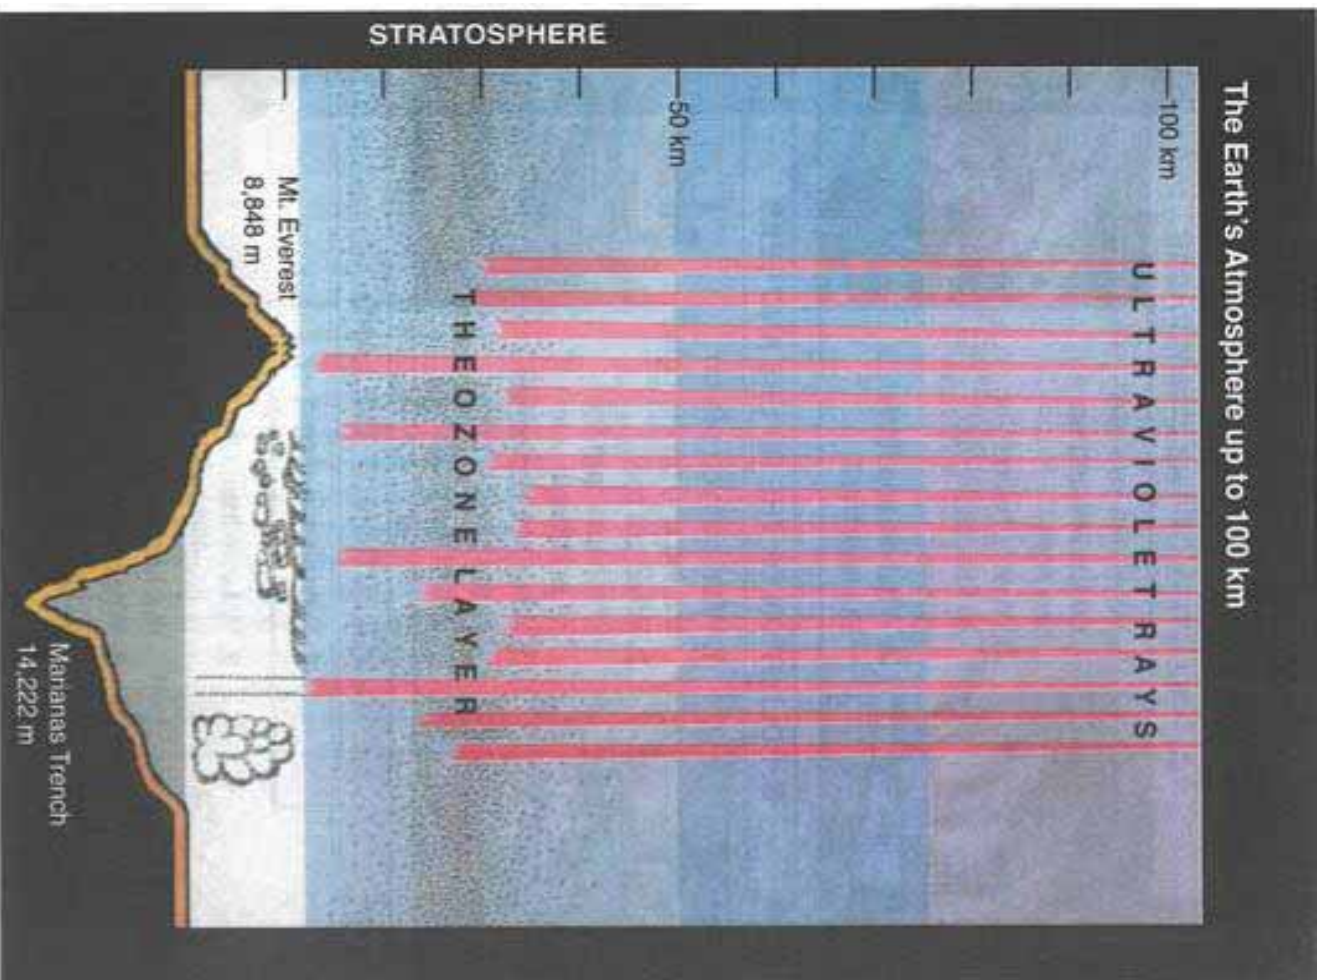 The Earth's Atmosphere up to 100 km
100 km
ULTRAVIOLET RAYS
50 km
STRATOSPHERE
THE OZONE LAYER
Mt. Everest
8,848 m
Marianas Trench
14,222 m